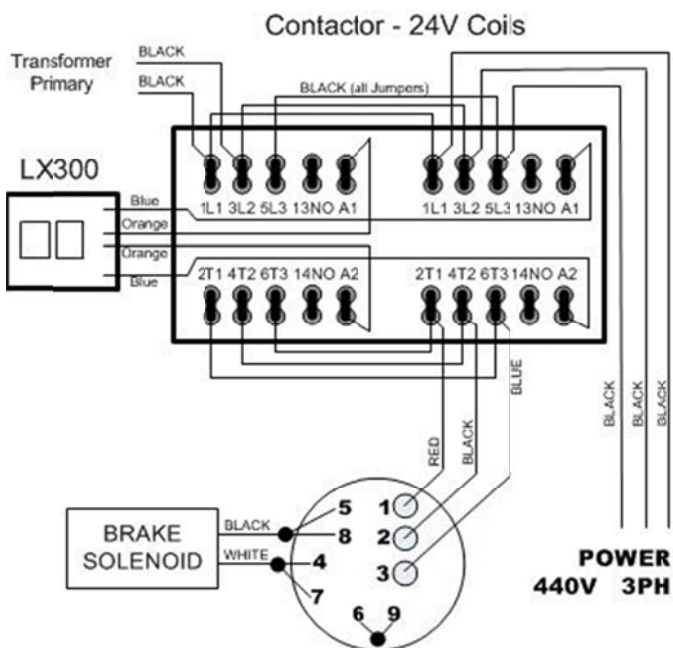 Contactor - 24V Coils
Transformer
Primary
BLACK
BLACK
BLACK (all Jumpers)
LX300
Blue
Orange
Orange
Blue
1L1 3L2 5L3 13NO A1
1L1 3L2 5L3 13NO A1
2T1 4T2 6T3 14NO A2
2T1 4T2 6T3 14NO A2
RED
BLACK
BLUE
BLACK
BLACK
BLACK
BRAKE
SOLENOID
BLACK
WHITE
5
8
4
7
1
2
3
6 9
POWER
440V 3PH